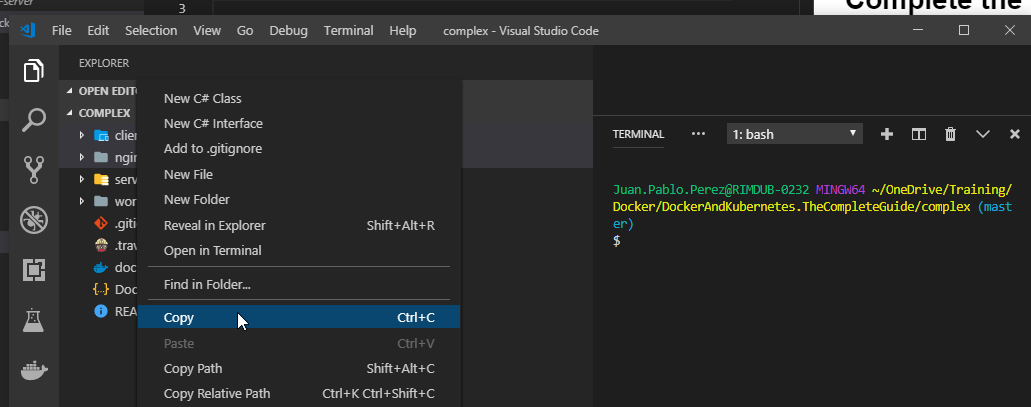 -server
3
Complete the
File Edit Selection View Go Debug Terminal Help complex - Visual Studio Code
EXPLORER
OPEN EDIT
COMPLEX
clien
ngin
serv
wor
.giti
.trav
doc
Doc
REA
New C# Class
New C# Interface
Add to .gitignore
New File
New Folder
Reveal in Explorer Shift+Alt+R
Open in Terminal
Find in Folder...
Copy Ctrl+C
Paste Ctrl+V
Copy Path Shift+Alt+C
Copy Relative Path Ctrl+K Ctrl+Shift+C
TERMINAL ••• 1: bash
Juan.Pablo.Perez@RIMDUB-0232 MINGW64 ~/OneDrive/Training/
Docker/DockerAndKubernetes.TheCompleteGuide/complex (mast
er)
$